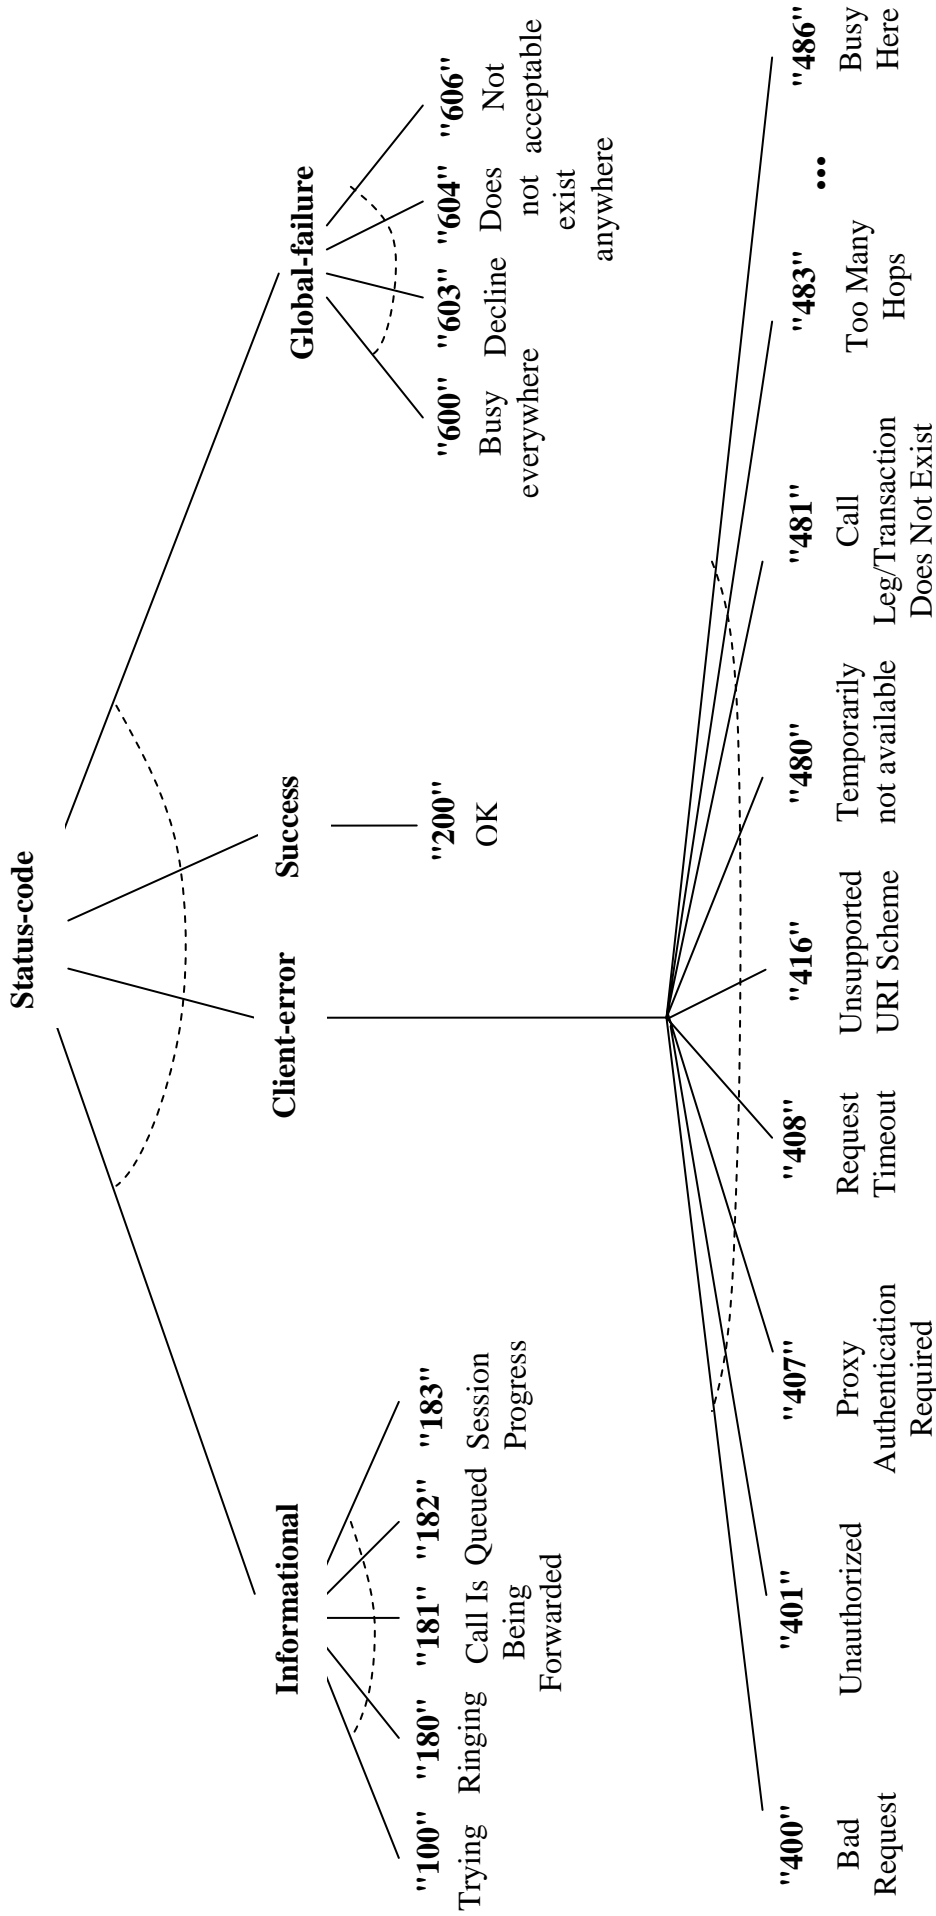 Status-code
Informational
Client-error
Success
Global-failure
"100"
Trying
"180"
Ringing
"181"
Call Is
Being
Forwarded
"182"
Queued
"183"
Session
Progress
"200"
OK
"600"
Busy
everywhere
"603"
Decline
"604"
Does
not
exist
anywhere
"606"
Not
acceptable
"400"
Bad
Request
"401"
Unauthorized
"407"
Proxy
Authentication
Required
"408"
Request
Timeout
"416"
Unsupported
URI Scheme
"480"
Temporarily
not available
"481"
Call
Leg/Transaction
Does Not Exist
"483"
Too Many
Hops
...
"486"
Busy
Here